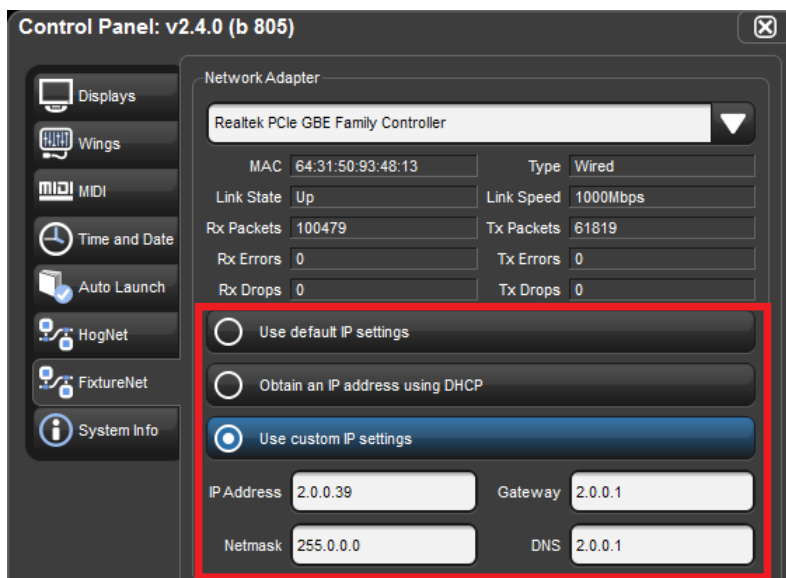 Control Panel: v2.4.0 (b 805)
Displays
Wings
MIDI
MIDI
Time and Date
Auto Launch
HogNet
FixtureNet
System Info
Network Adapter
Realtek PCIe GBE Family Controller
MAC 64:31:50:93:48:13 Type Wired
Link State Up Link Speed 1000Mbps
Rx Packets 100479 Tx Packets 61819
Rx Errors 0 Tx Errors 0
Rx Drops 0 Tx Drops 0
Use default IP settings
Obtain an IP address using DHCP
Use custom IP settings
IP Address 2.0.0.39 Gateway 2.0.0.1
Netmask 255.0.0.0 DNS 2.0.0.1